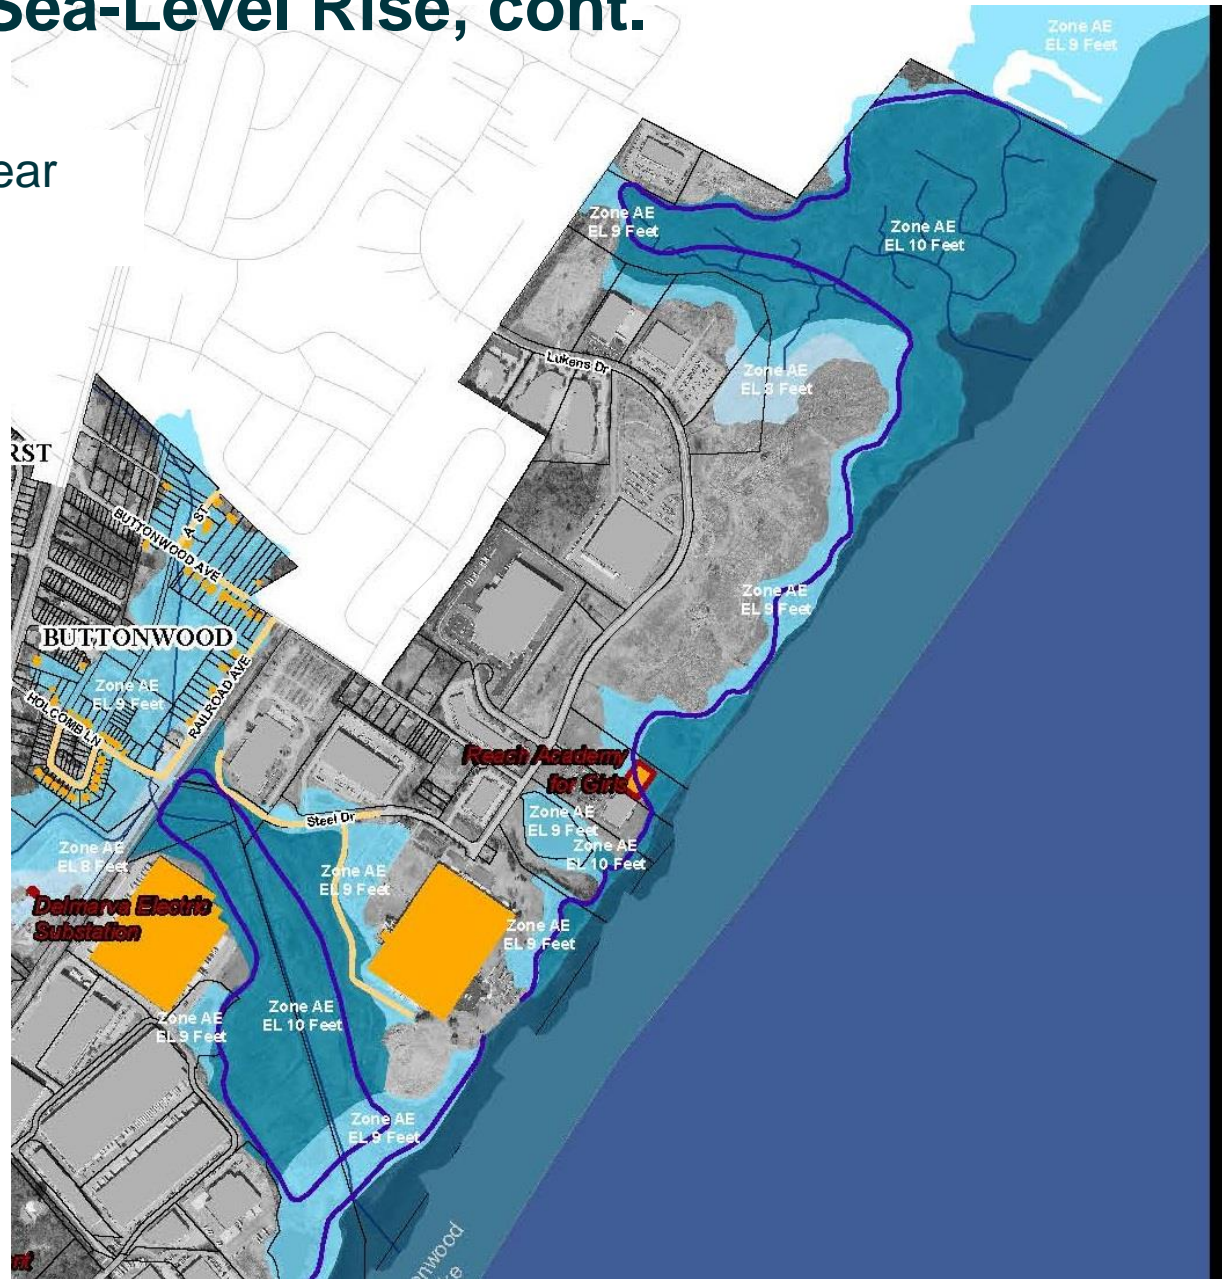 Sea-Level Rise, cont.
Zone AE
EL 9 Feet
ear
Zone AE
EL 9 Feet
Zone AE
EL 10 Feet
Lukens Dr
Zone AE
EL 8 Feet
RST
A ST
BUTTONWOOD AVE
Zone AE
EL 9 Feet
BUTTONWOOD
Zone AE
EL 9 Feet
RAILROAD AVE
HOLCOMB LN
Reach Academy
for Girls
Steel Dr
Zone AE
EL 9 Feet
Zone AE
EL 10 Feet
Zone AE
EL 8 Feet
Zone AE
EL 9 Feet
Delmarva Electric
Substation
Zone AE
EL 9 Feet
Zone AE
EL 9 Feet
Zone AE
EL 10 Feet
Zone AE
EL 9 Feet
onwood
ke
nt